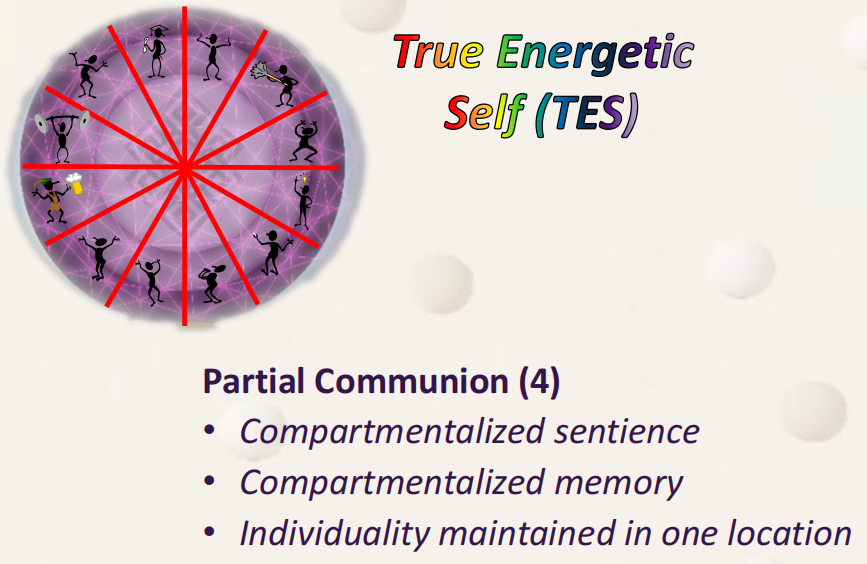 True Energetic
Self (TES)
Partial Communion (4)
• Compartmentalized sentience
• Compartmentalized memory
• Individuality maintained in one location